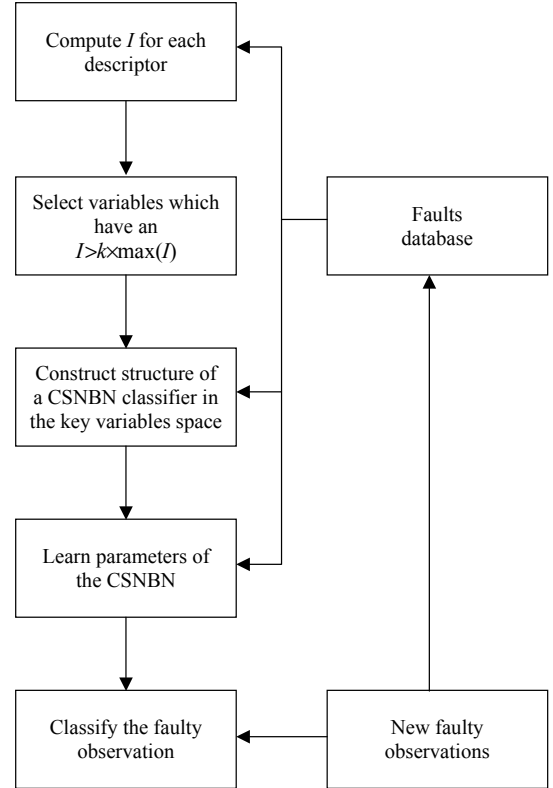 Compute I for each
descriptor
Select variables which
have an
I>k×max(I)
Faults
database
Construct structure of
a CSNBN classifier in
the key variables space
Learn parameters of
the CSNBN
Classify the faulty
observation
New faulty
observations